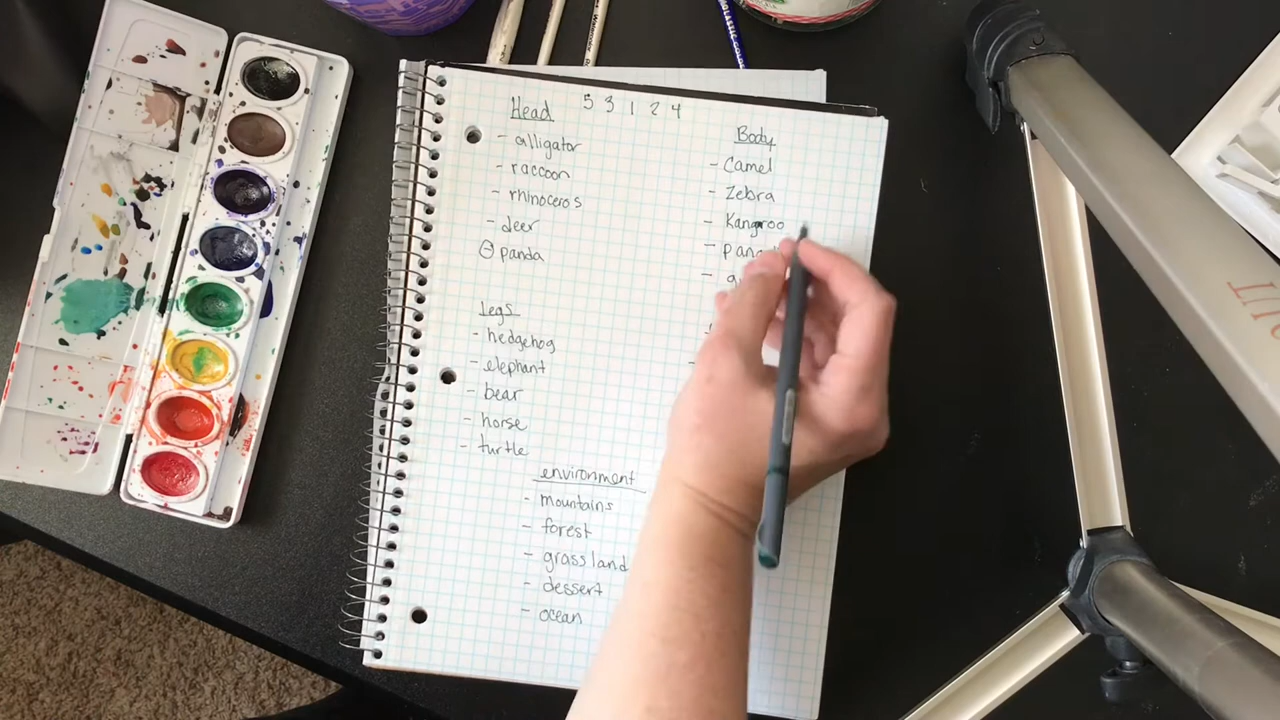 Head
5 3 1 2 4
- alligator
- raccoon
- rhinoceros
- deer
- panda
Body
- Camel
- Zebra
- Kangroo
Legs
- hedgehog
- elephant
- bear
- horse
- turtle
environment
- mountains
- forest
- grassland
- dessert
- ocean